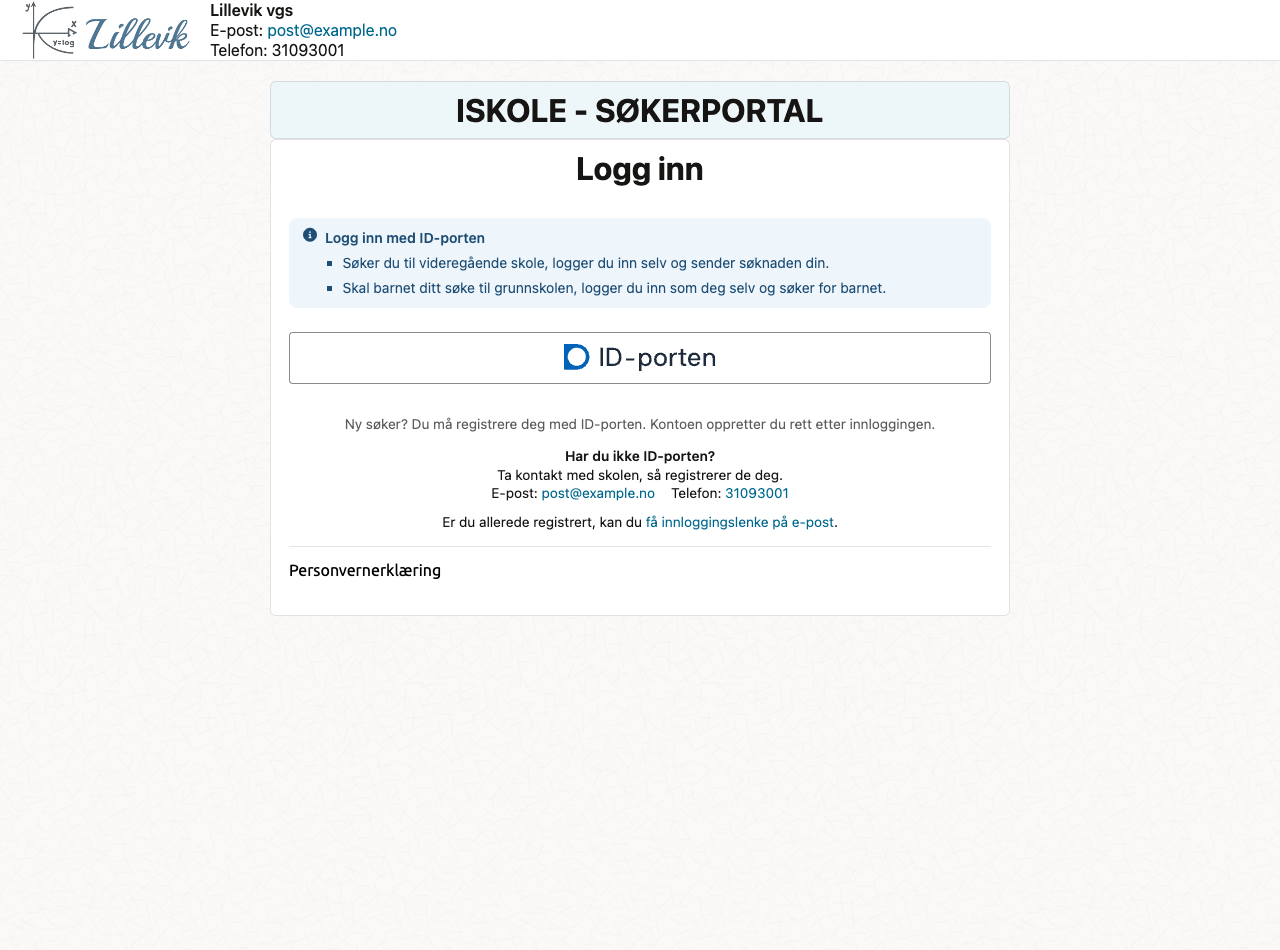 y
x
y=log
Lillevik
Lillevik vgs
E-post: post@example.no
Telefon: 31093001
ISKOLE - SØKERPORTAL
Logg inn
Logg inn med ID-porten
Søker du til videregående skole, logger du inn selv og sender søknaden din.
Skal barnet ditt søke til grunnskolen, logger du inn som deg selv og søker for barnet.
ID-porten
Ny søker? Du må registrere deg med ID-porten. Kontoen oppretter du rett etter innloggingen.
Har du ikke ID-porten?
Ta kontakt med skolen, så registrerer de deg.
E-post: post@example.no Telefon: 31093001
Er du allerede registrert, kan du få innloggingslenke på e-post.
Personvernerklæring